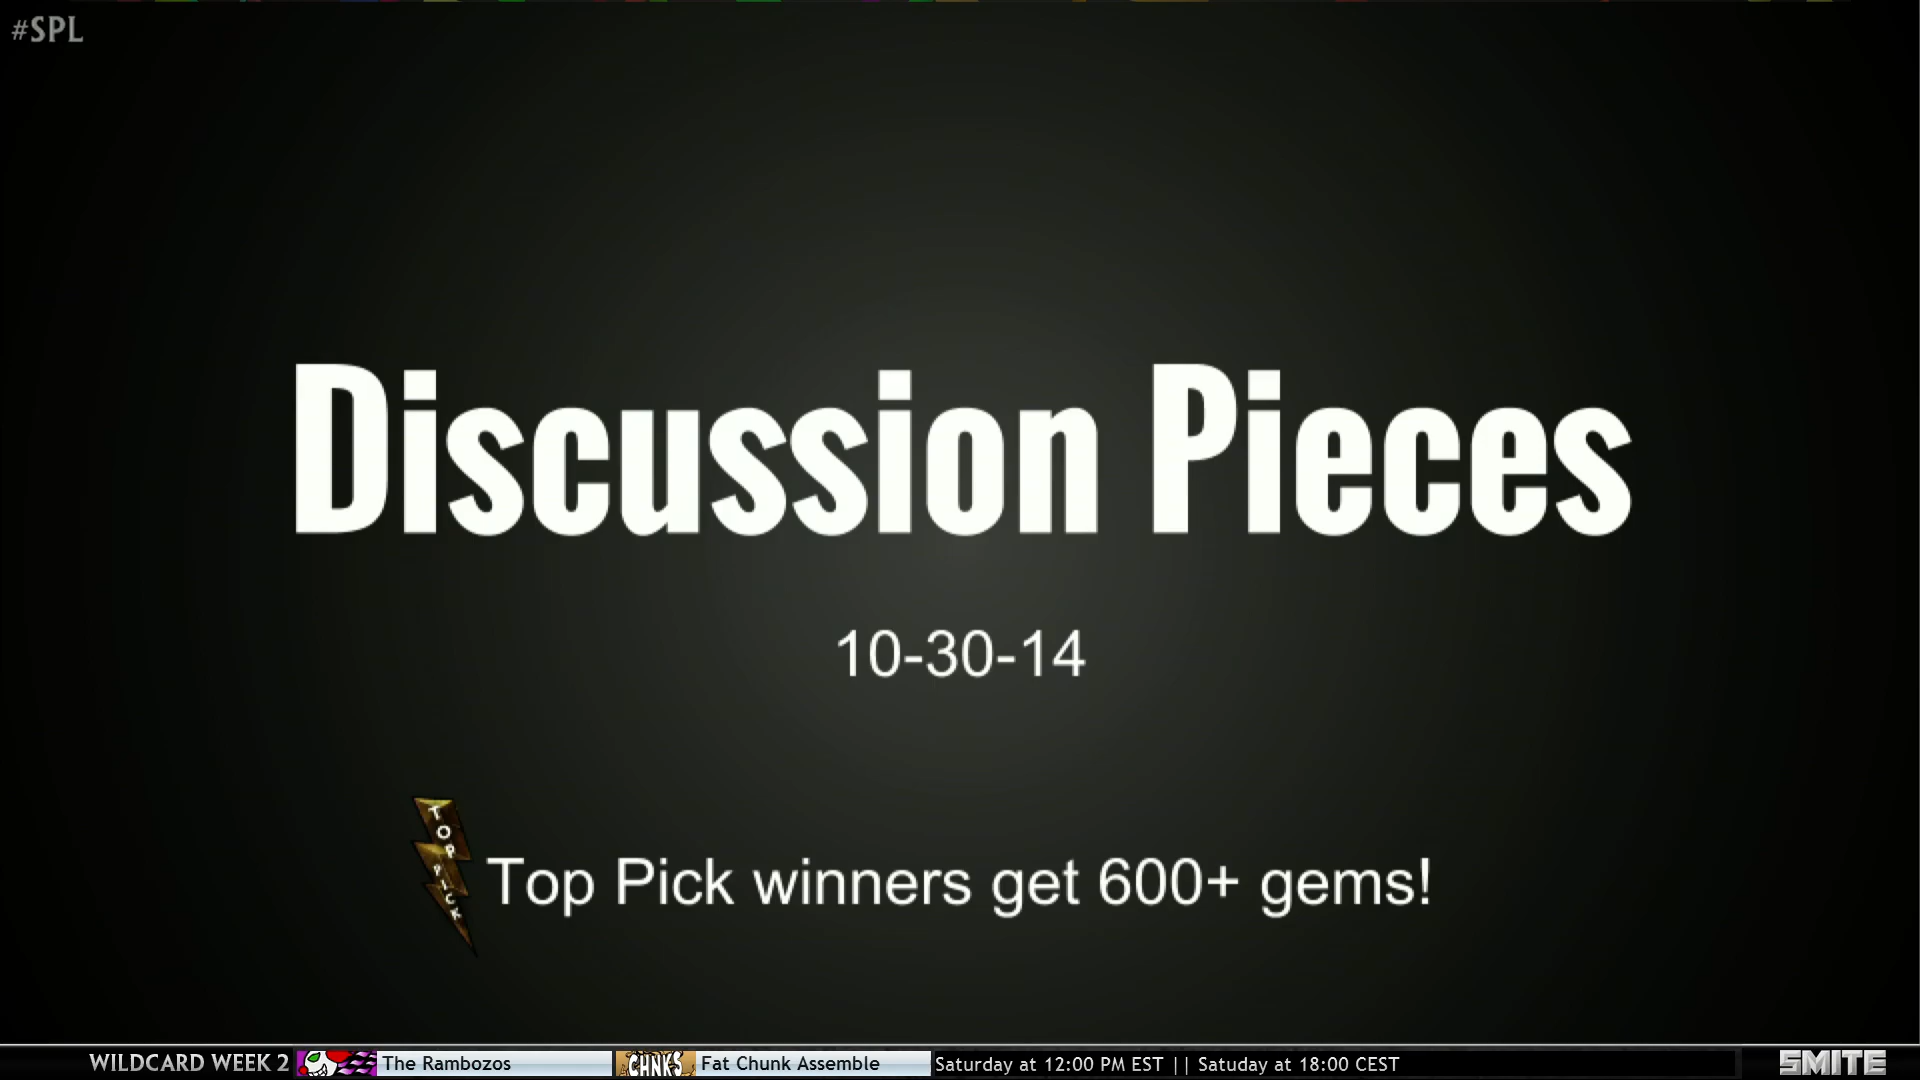 #SPL
Discussion Pieces
10-30-14
TOP PICK
Top Pick winners get 600+ gems!
WILDCARD WEEK 2 The Rambozos CHNKS Fat Chunk Assemble Saturday at 12:00 PM EST || Satuday at 18:00 CEST SMITE